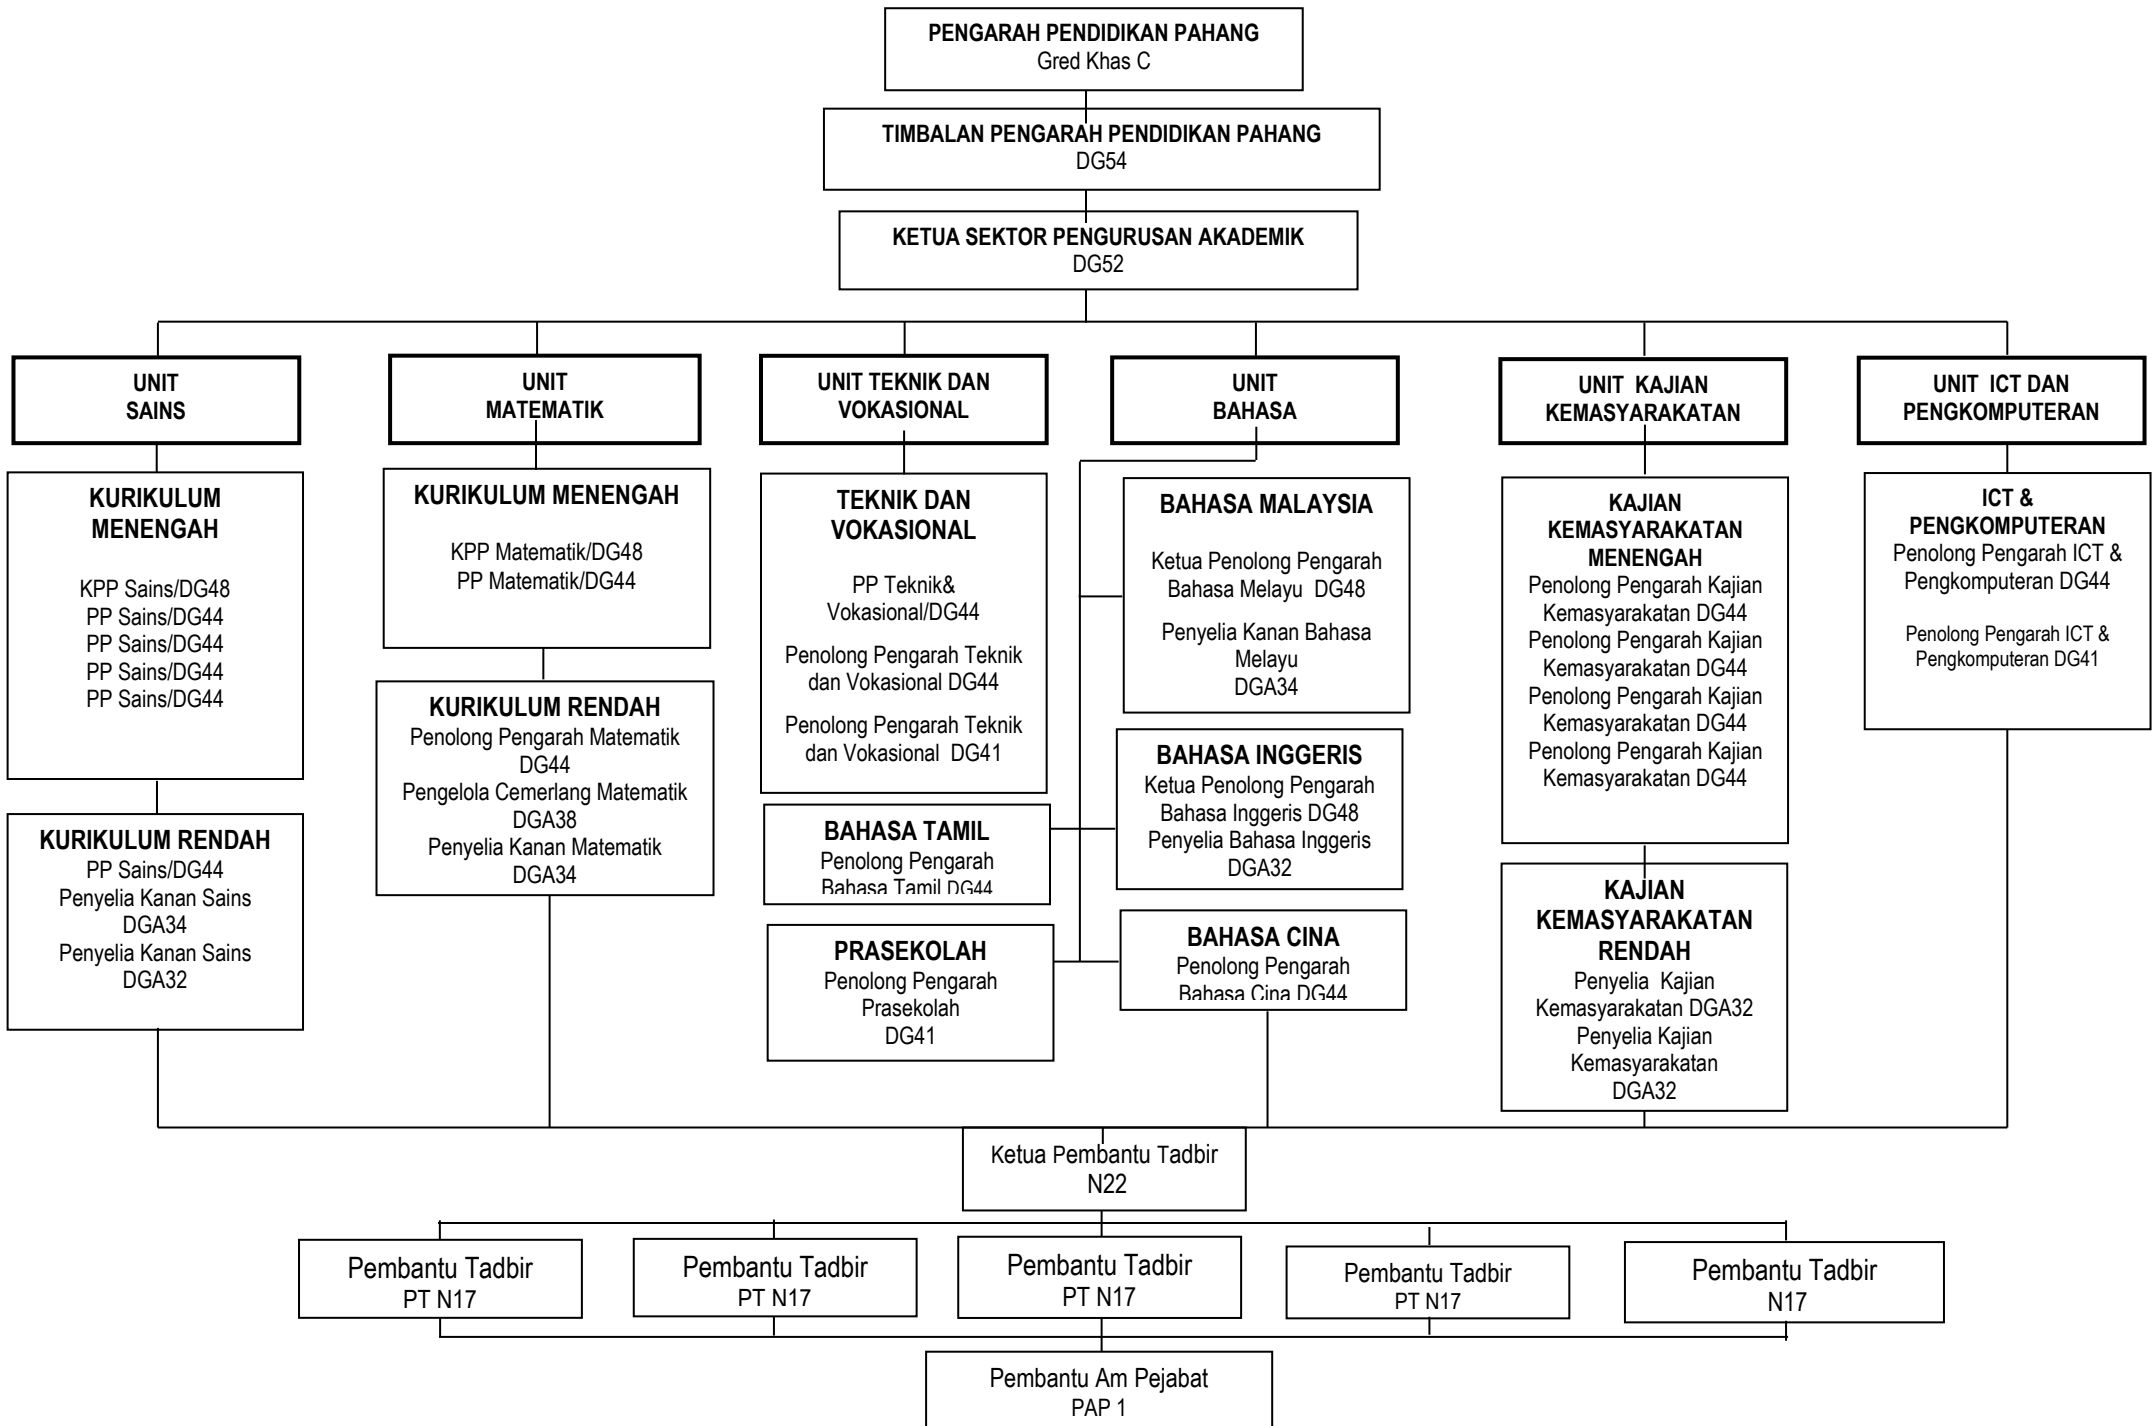 PENGARAH PENDIDIKAN PAHANG
Gred Khas C
TIMBALAN PENGARAH PENDIDIKAN PAHANG
DG54
KETUA SEKTOR PENGURUSAN AKADEMIK
DG52
UNIT
SAINS
UNIT
MATEMATIK
UNIT TEKNIK DAN
VOKASIONAL
UNIT
BAHASA
UNIT  KAJIAN
KEMASYARAKATAN
UNIT  ICT DAN
PENGKOMPUTERAN
KURIKULUM
MENENGAH
KPP Sains/DG48
PP Sains/DG44
PP Sains/DG44
PP Sains/DG44
PP Sains/DG44
KURIKULUM RENDAH
PP Sains/DG44
Penyelia Kanan Sains
DGA34
Penyelia Kanan Sains
DGA32
KURIKULUM MENENGAH
KPP Matematik/DG48
PP Matematik/DG44
KURIKULUM RENDAH
Penolong Pengarah Matematik
DG44
Pengelola Cemerlang Matematik
DGA38
Penyelia Kanan Matematik
DGA34
TEKNIK DAN
VOKASIONAL
PP Teknik&
Vokasional/DG44
Penolong Pengarah Teknik
dan Vokasional DG44
Penolong Pengarah Teknik
dan Vokasional  DG41
BAHASA TAMIL
Penolong Pengarah
Bahasa Tamil DG44
PRASEKOLAH
Penolong Pengarah
Prasekolah
DG41
BAHASA MALAYSIA
Ketua Penolong Pengarah
Bahasa Melayu  DG48
Penyelia Kanan Bahasa
Melayu
DGA34
BAHASA INGGERIS
Ketua Penolong Pengarah
Bahasa Inggeris DG48
Penyelia Bahasa Inggeris
DGA32
BAHASA CINA
Penolong Pengarah
Bahasa Cina DG44
KAJIAN
KEMASYARAKATAN
MENENGAH
Penolong Pengarah Kajian
Kemasyarakatan DG44
Penolong Pengarah Kajian
Kemasyarakatan DG44
Penolong Pengarah Kajian
Kemasyarakatan DG44
Penolong Pengarah Kajian
Kemasyarakatan DG44
KAJIAN
KEMASYARAKATAN
RENDAH
Penyelia  Kajian
Kemasyarakatan DGA32
Penyelia Kajian
Kemasyarakatan
DGA32
ICT &
PENGKOMPUTERAN
Penolong Pengarah ICT &
Pengkomputeran DG44
Penolong Pengarah ICT &
Pengkomputeran DG41
Ketua Pembantu Tadbir
N22
Pembantu Tadbir
PT N17
Pembantu Tadbir
PT N17
Pembantu Tadbir
PT N17
Pembantu Tadbir
PT N17
Pembantu Tadbir
N17
Pembantu Am Pejabat
PAP 1